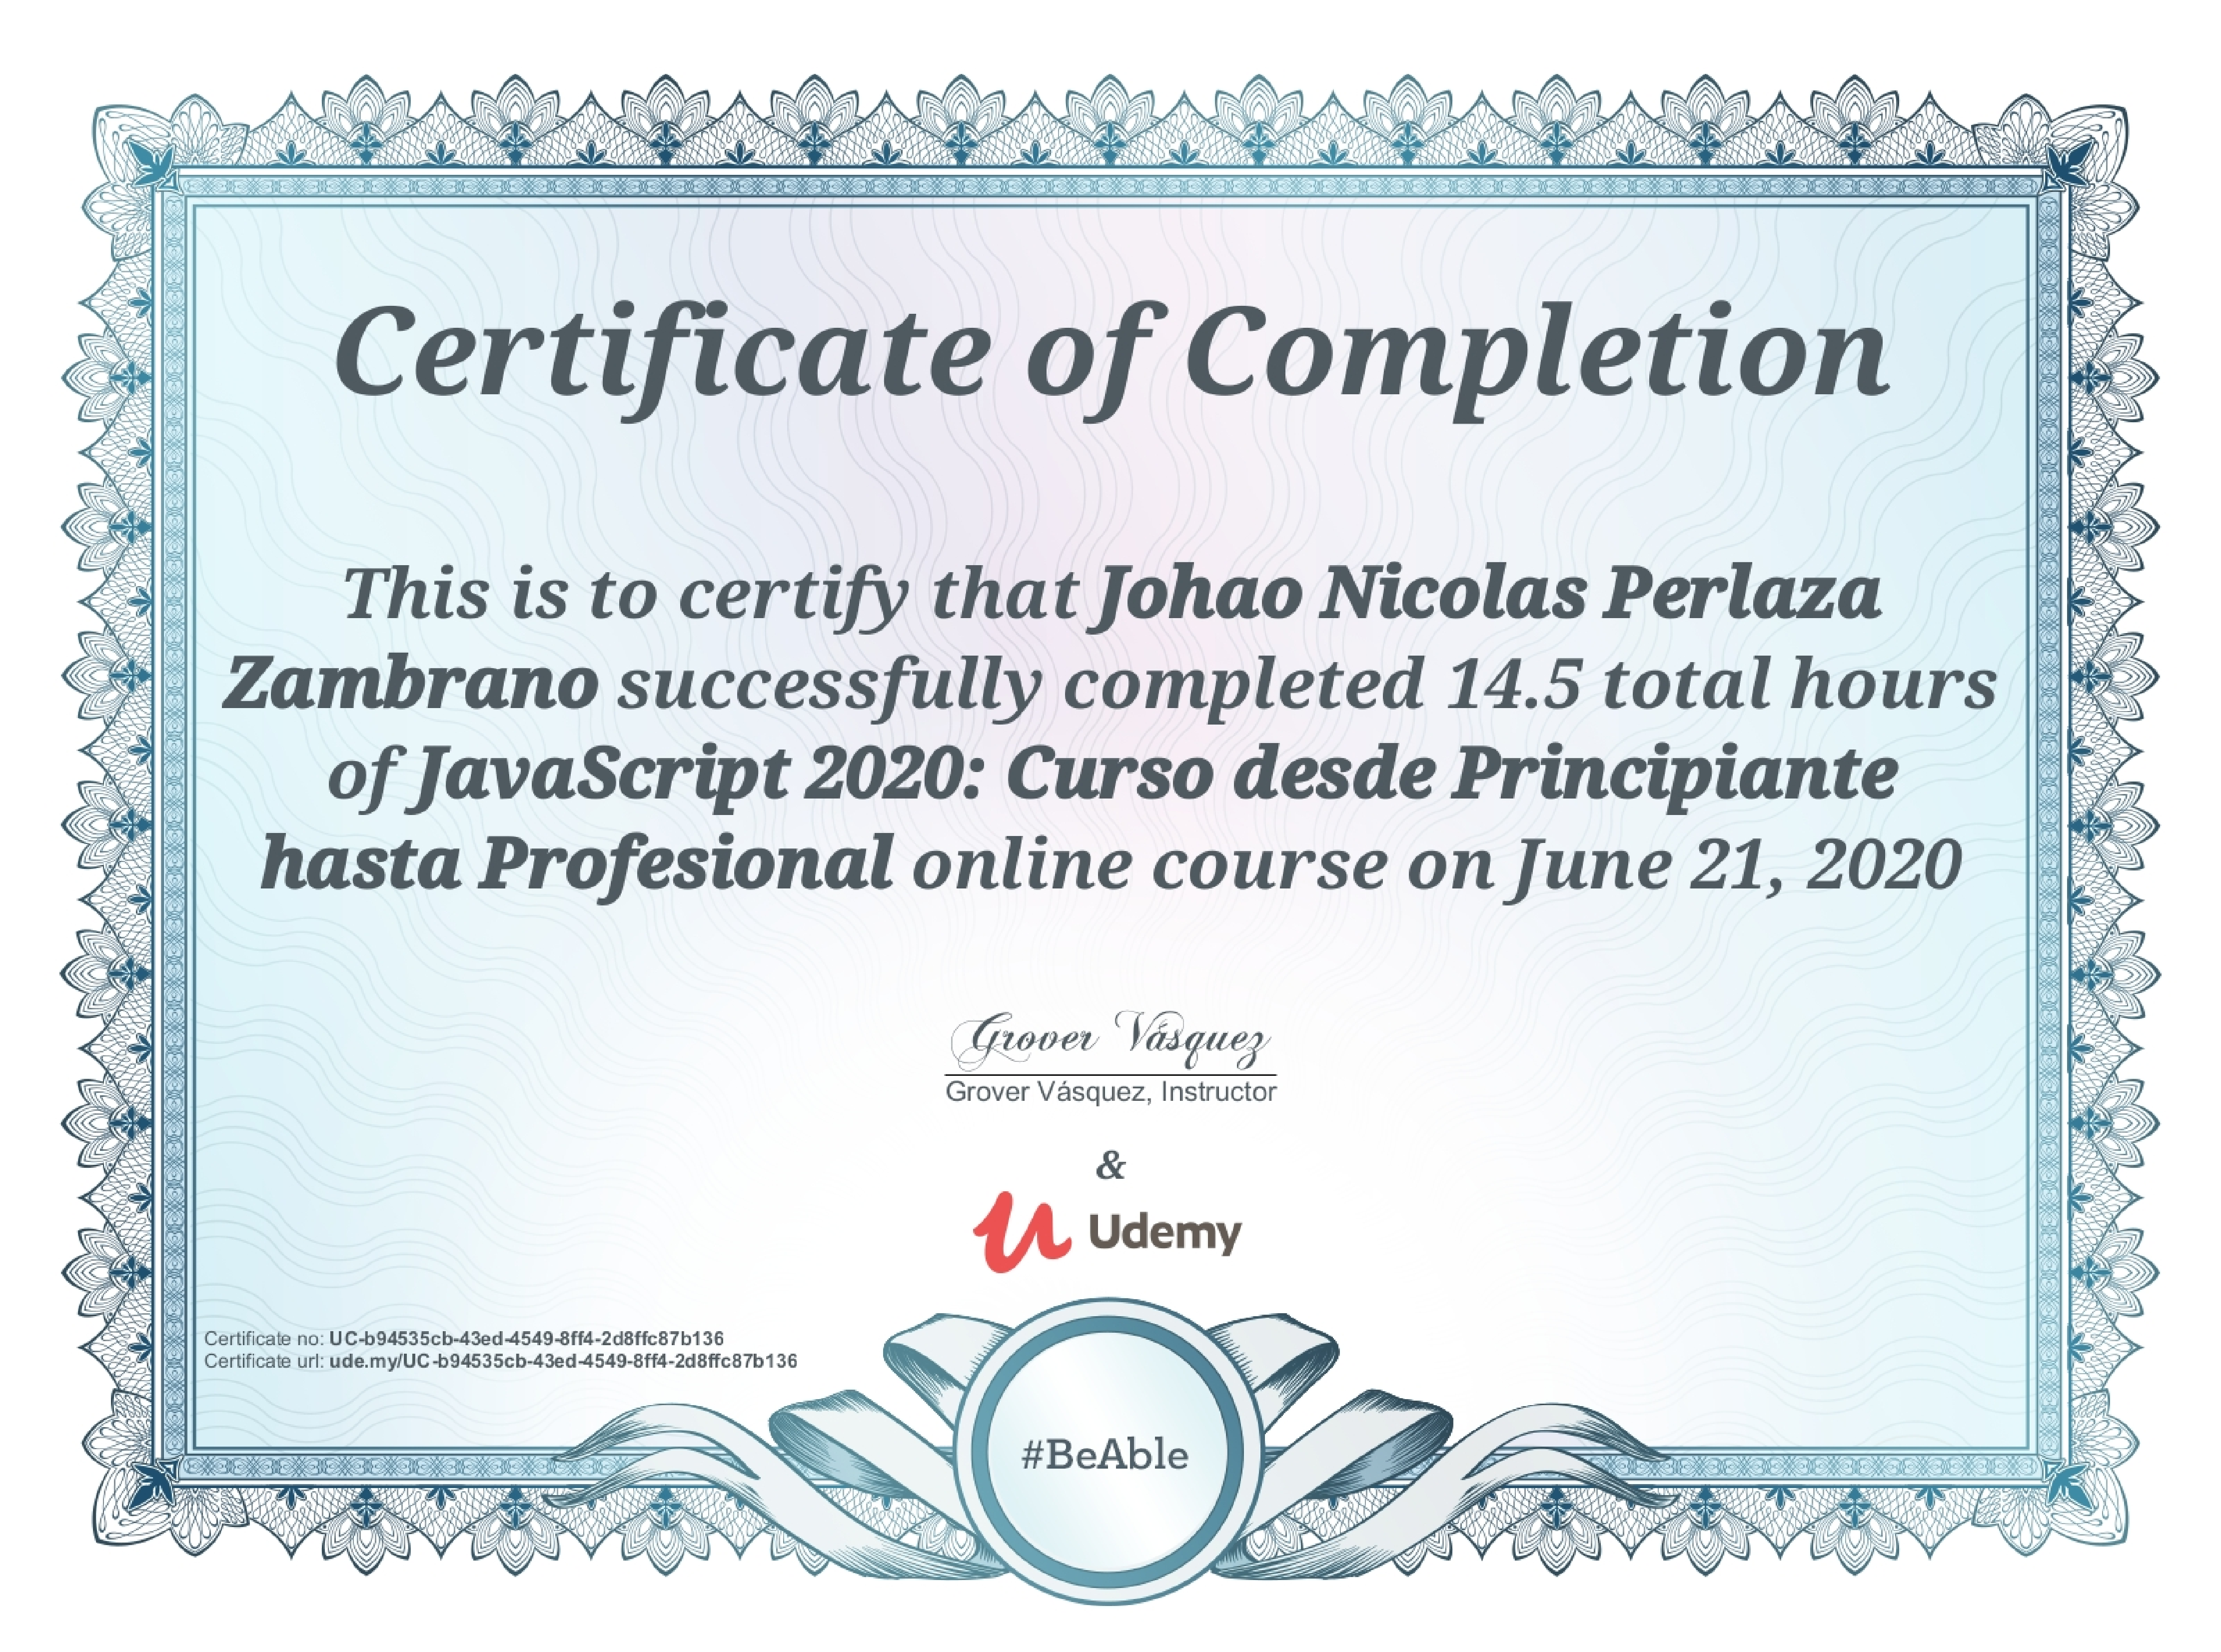 Certificate of Completion
This is to certify that Johao Nicolas Perlaza
Zambrano successfully completed 14.5 total hours
of JavaScript 2020: Curso desde Principiante
hasta Profesional online course on June 21, 2020
Grover Vásquez
Grover Vásquez, Instructor
&
Udemy
Certificate no: UC-b94535cb-43ed-4549-8ff4-2d8ffc87b136
Certificate url: ude.my/UC-b94535cb-43ed-4549-8ff4-2d8ffc87b136
#BeAble